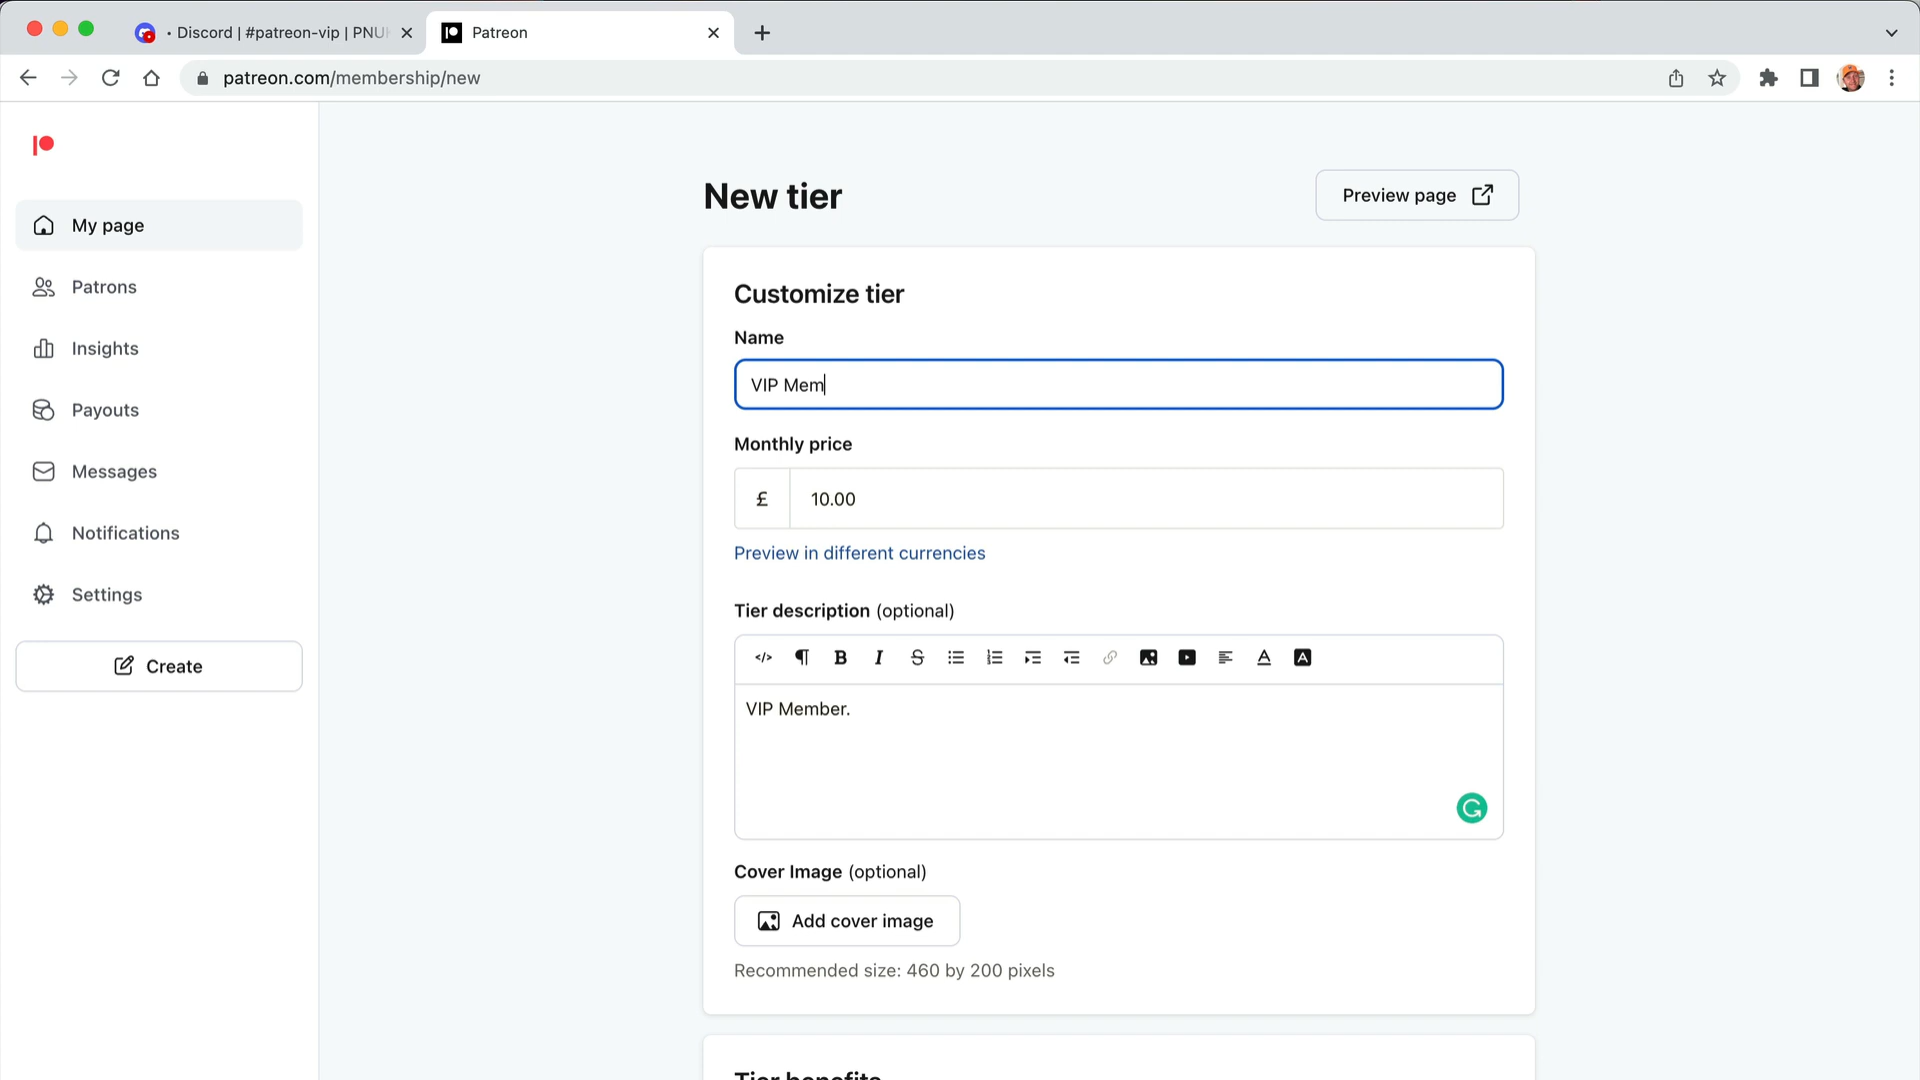 • Discord | #patreon-vip | PNU
Patreon
patreon.com/membership/new
My page
Patrons
Insights
Payouts
Messages
Notifications
Settings
Create
New tier
Preview page
Customize tier
Name
VIP Mem
Monthly price
£ 10.00
Preview in different currencies
Tier description (optional)
VIP Member.
Cover Image (optional)
Add cover image
Recommended size: 460 by 200 pixels
Tier benefits